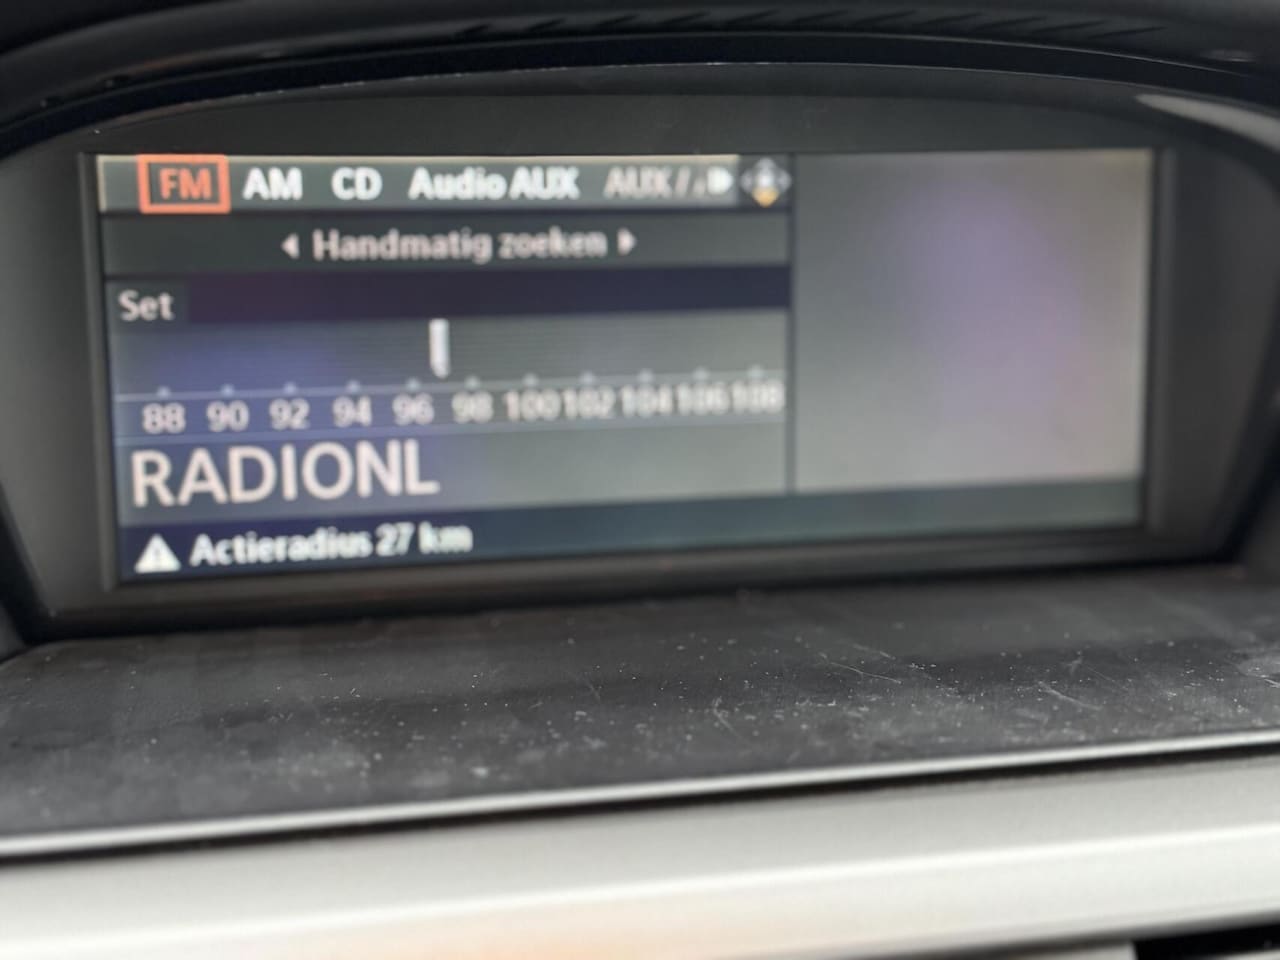 FM AM CD Audio AUX AUX /
Handmatig zoeken
Set
88 90 92 94 96 98 100 102 104 106 108
RADIONL
Actieradius 27 km